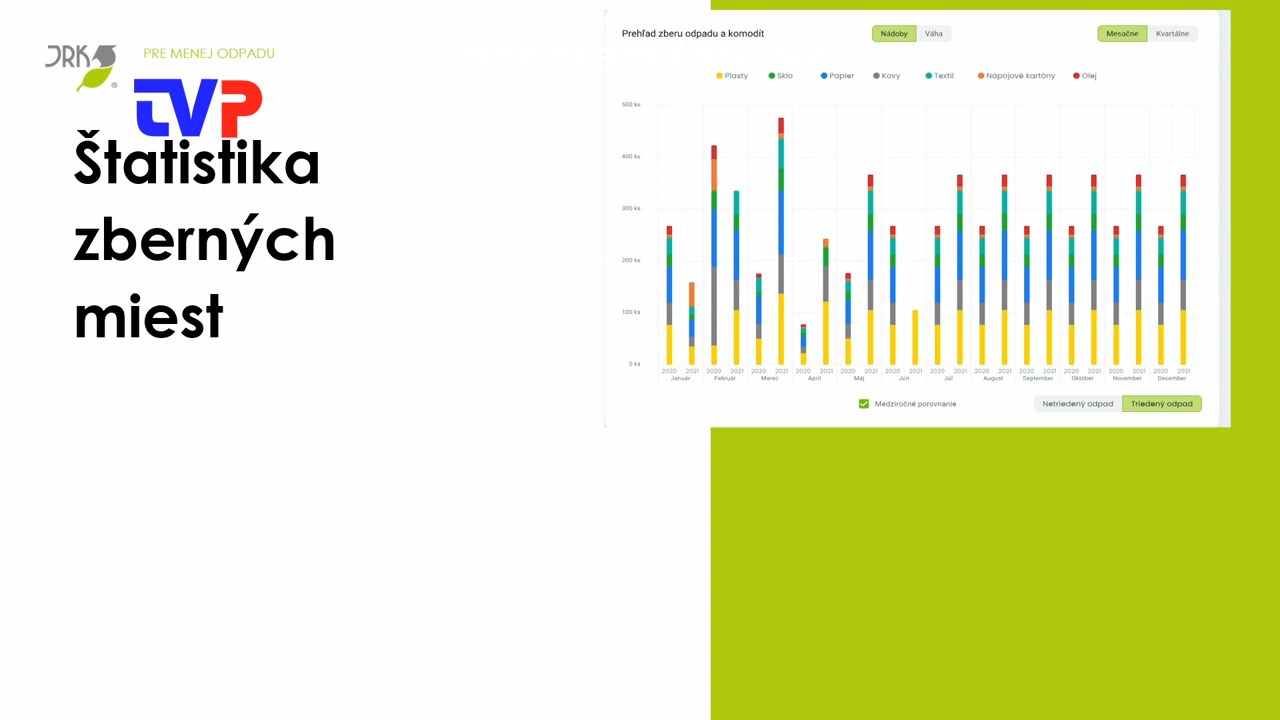 JRK
PRE MENEJ ODPADU
®
TVP
Štatistika
zberných
miest
Prehľad zberu odpadu a komodít
Nádoby Váha
Mesačne Kvartálne
Plasty Sklo Papier Kovy Textil Nápojové kartóny Olej
500 ks
400 ks
300 ks
200 ks
100 ks
0 ks
2020 2021 2020 2021 2020 2021 2020 2021 2020 2021 2020 2021 2020 2021 2020 2021 2020 2021 2020 2021 2020 2021 2020 2021
Január Február Marec Apríl Máj Jún Júl August September Október November December
Medziročné porovnanie
Netriedený odpad Triedený odpad